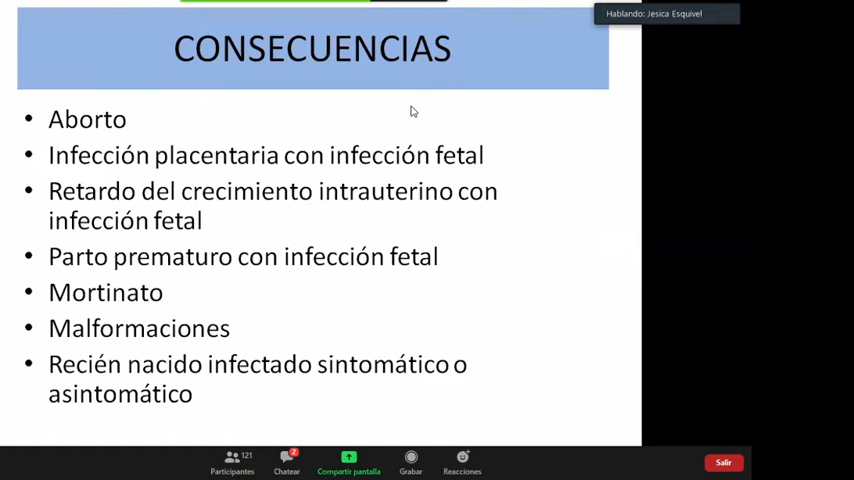 Hablando: Jesica Esquivel
CONSECUENCIAS
• Aborto
• Infección placentaria con infección fetal
• Retardo del crecimiento intrauterino con
infección fetal
• Parto prematuro con infección fetal
• Mortinato
• Malformaciones
• Recién nacido infectado sintomático o
asintomático
121
2
Participantes
Chatear
Compartir pantalla
Grabar
Reacciones
Salir